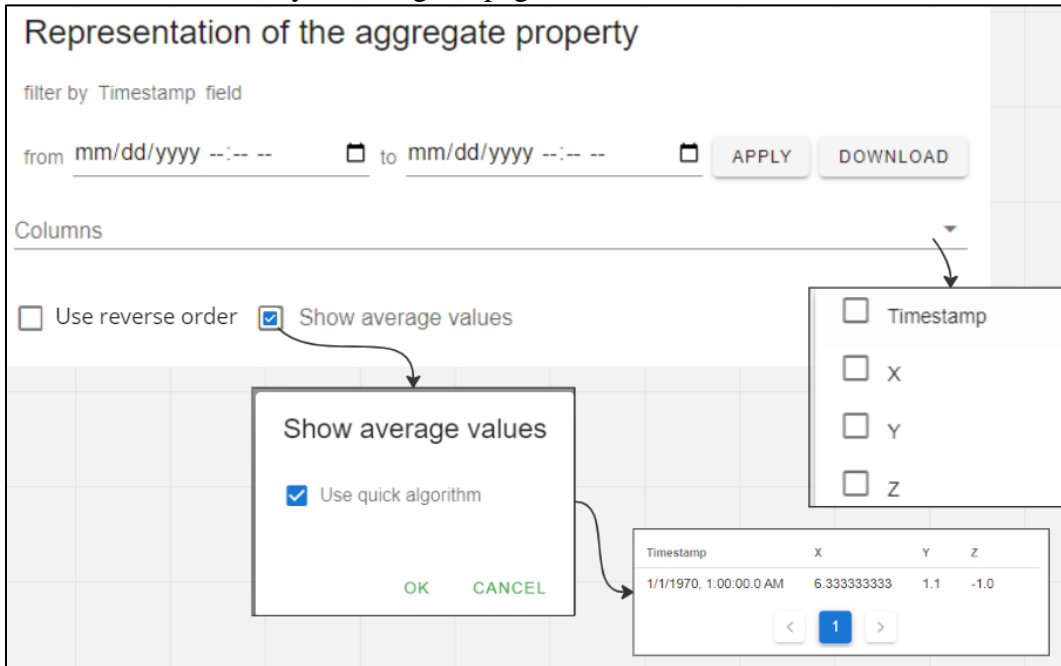 Representation of the aggregate property
filter by Timestamp field
from mm/dd/yyyy --:-- -- to mm/dd/yyyy --:-- -- APPLY DOWNLOAD
Columns
Use reverse order Show average values
Timestamp
X
Y
Z
Show average values
Use quick algorithm
OK CANCEL
Timestamp X Y Z
1/1/1970, 1:00:00.0 AM 6.333333333 1.1 -1.0
< 1 >